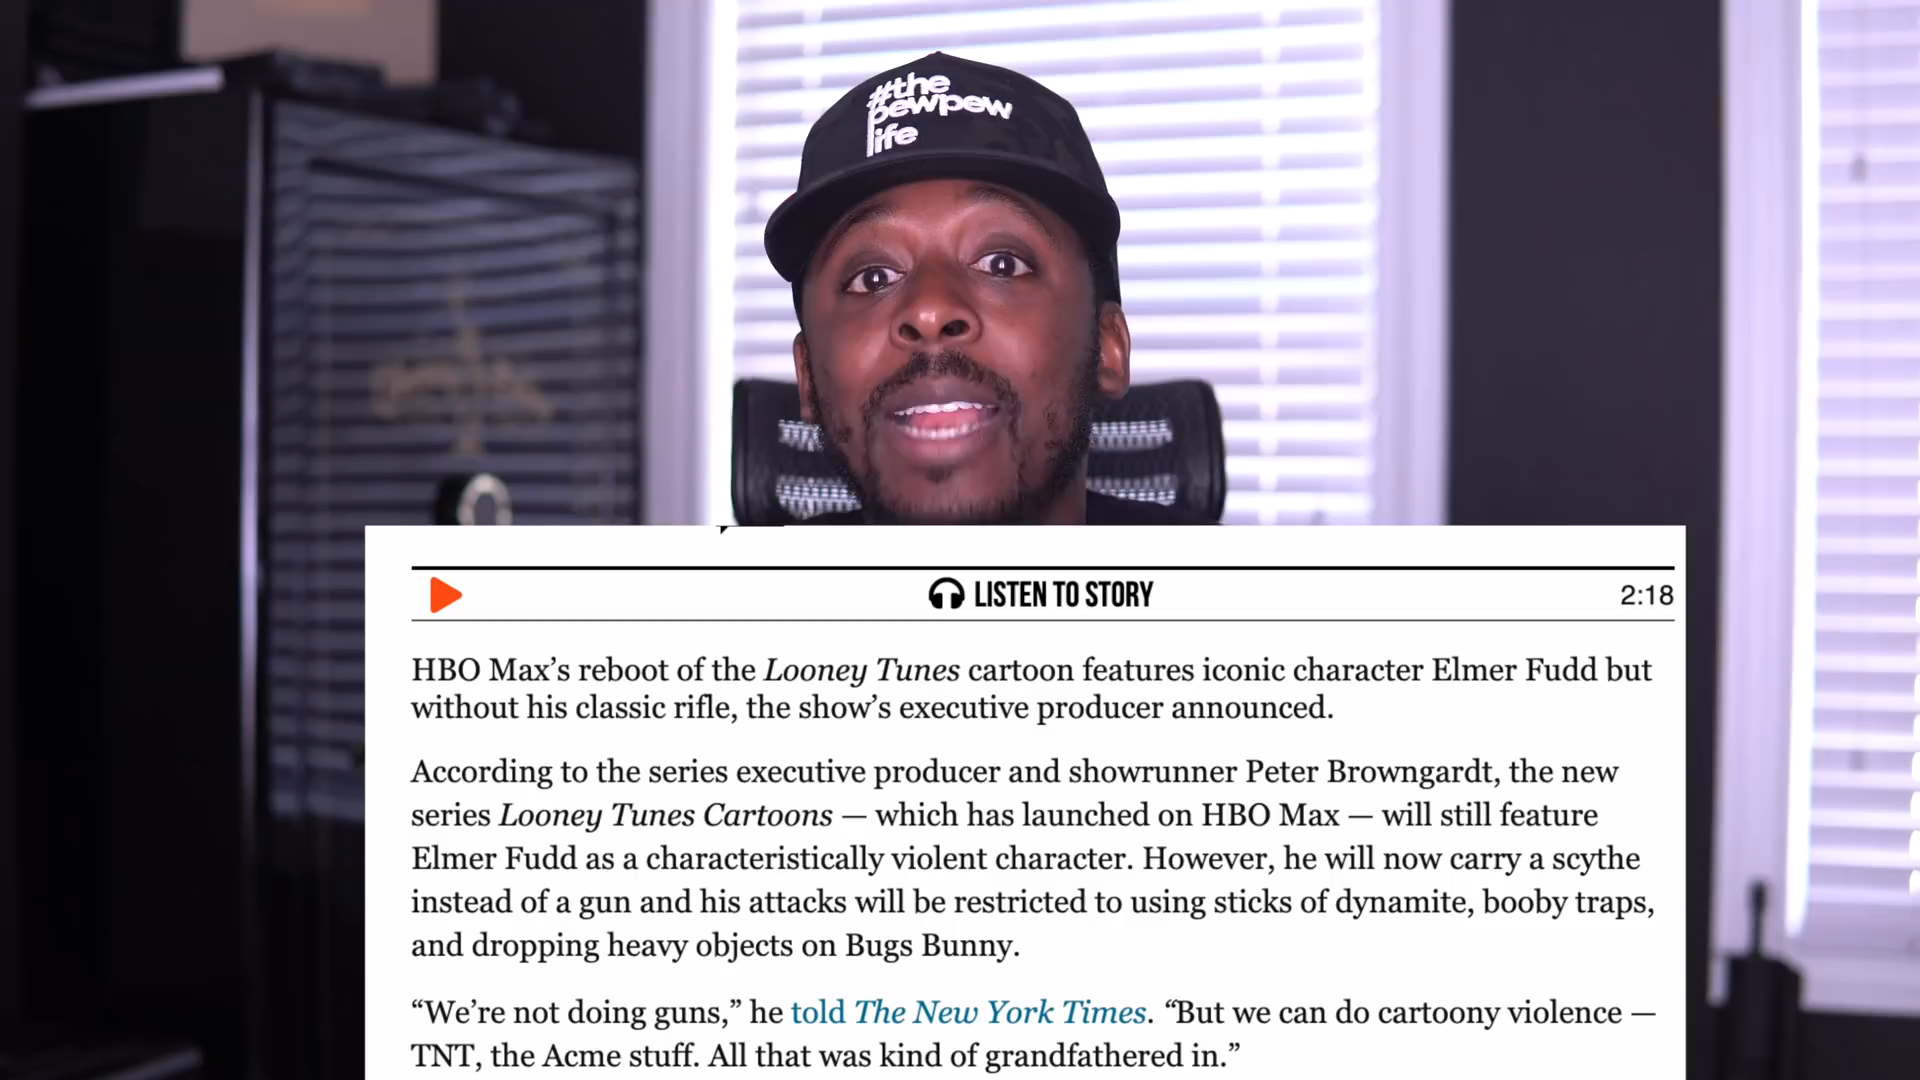 #the
pewpew
life
LISTEN TO STORY
2:18
HBO Max’s reboot of the Looney Tunes cartoon features iconic character Elmer Fudd but
without his classic rifle, the show’s executive producer announced.
According to the series executive producer and showrunner Peter Browngardt, the new
series Looney Tunes Cartoons — which has launched on HBO Max — will still feature
Elmer Fudd as a characteristically violent character. However, he will now carry a scythe
instead of a gun and his attacks will be restricted to using sticks of dynamite, booby traps,
and dropping heavy objects on Bugs Bunny.
“We’re not doing guns,” he told The New York Times. “But we can do cartoony violence —
TNT, the Acme stuff. All that was kind of grandfathered in.”